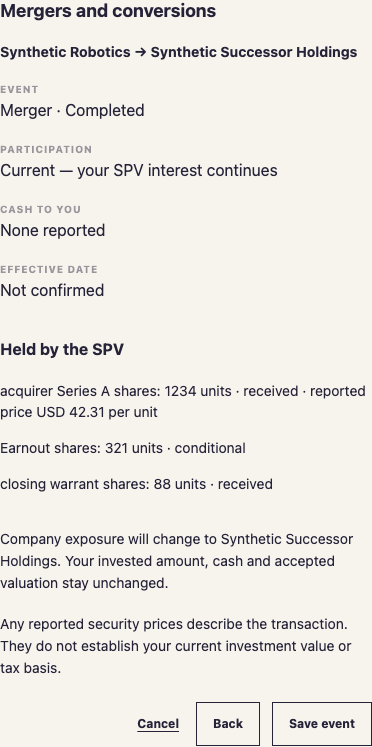 Mergers and conversions
Synthetic Robotics → Synthetic Successor Holdings
EVENT
Merger · Completed
PARTICIPATION
Current — your SPV interest continues
CASH TO YOU
None reported
EFFECTIVE DATE
Not confirmed
Held by the SPV
acquirer Series A shares: 1234 units · received · reported
price USD 42.31 per unit
Earnout shares: 321 units · conditional
closing warrant shares: 88 units · received
Company exposure will change to Synthetic Successor
Holdings. Your invested amount, cash and accepted
valuation stay unchanged.
Any reported security prices describe the transaction.
They do not establish your current investment value or
tax basis.
Cancel Back Save event